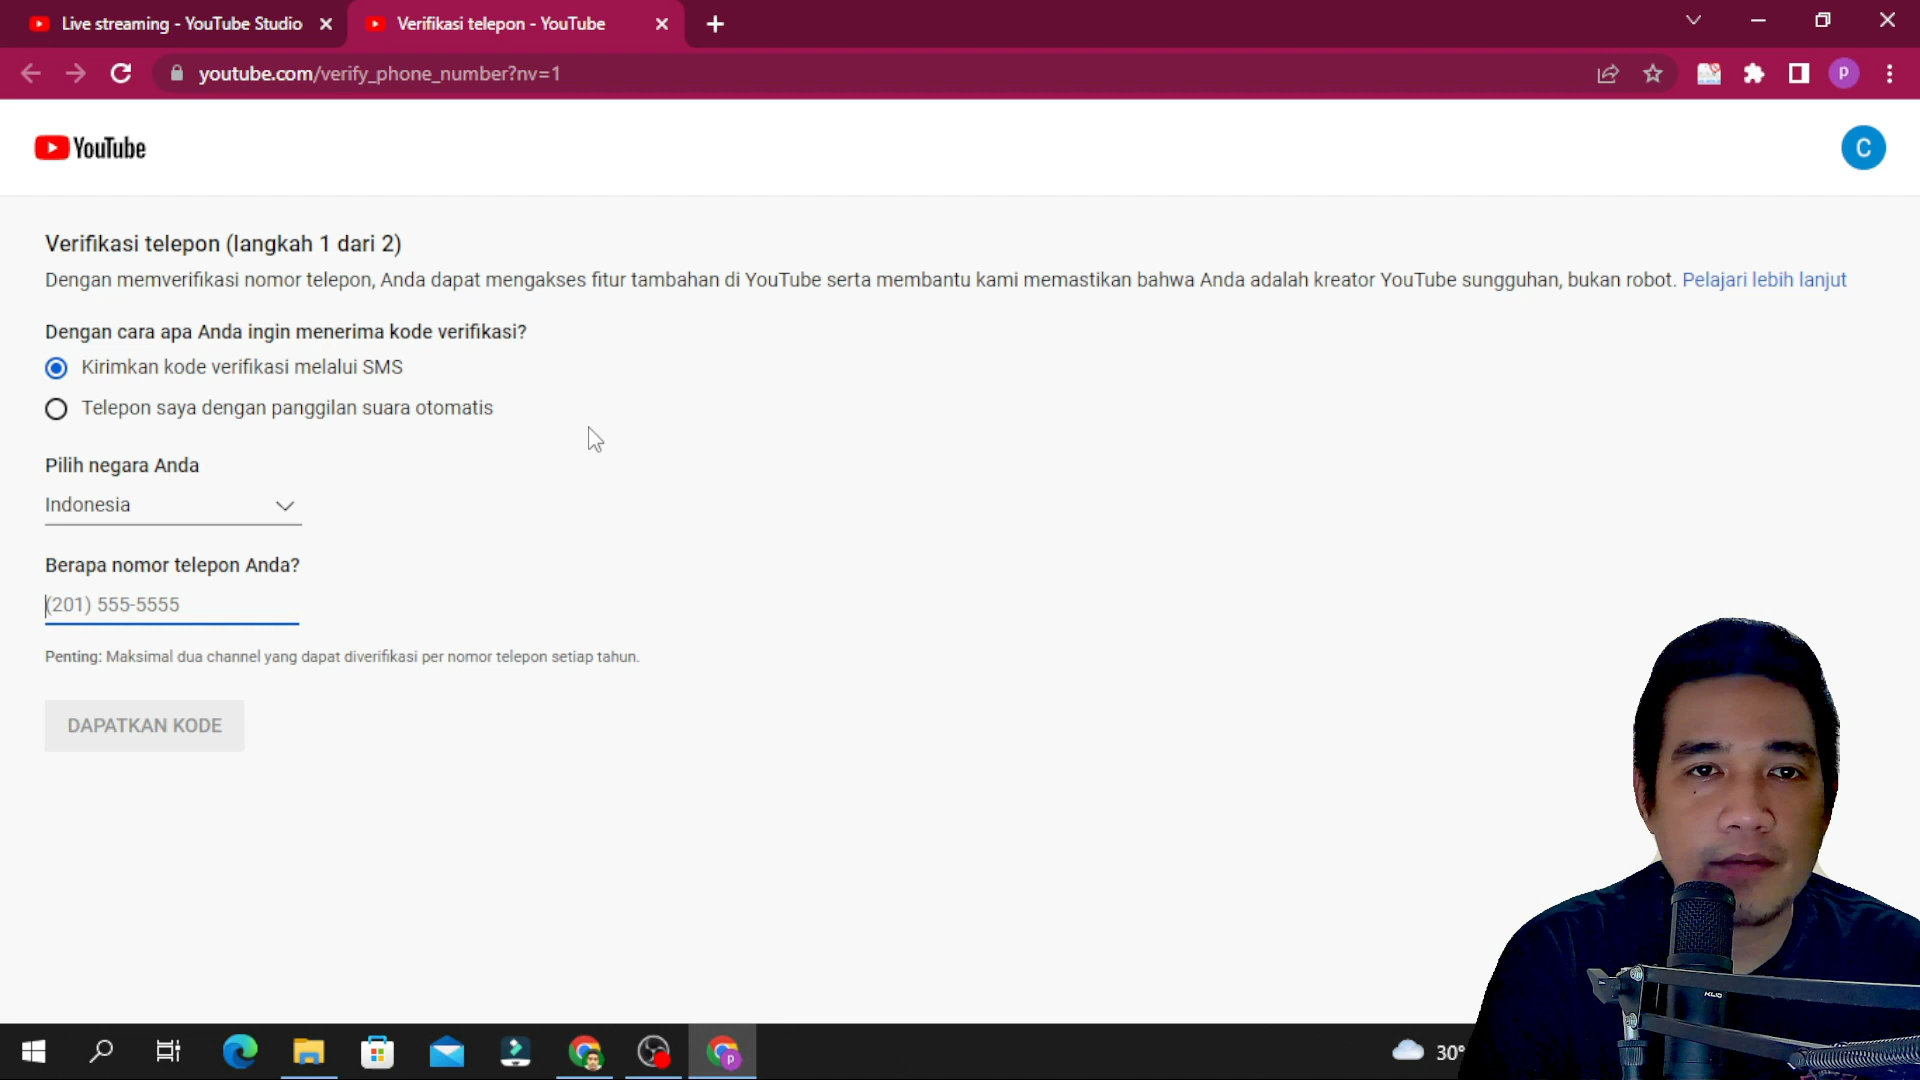 Live streaming - YouTube Studio
Verifikasi telepon - YouTube
youtube.com/verify_phone_number?nv=1
P
YouTube
C
Verifikasi telepon (langkah 1 dari 2)
Dengan memverifikasi nomor telepon, Anda dapat mengakses fitur tambahan di YouTube serta membantu kami memastikan bahwa Anda adalah kreator YouTube sungguhan, bukan robot. Pelajari lebih lanjut
Dengan cara apa Anda ingin menerima kode verifikasi?
Kirimkan kode verifikasi melalui SMS
Telepon saya dengan panggilan suara otomatis
Pilih negara Anda
Indonesia
Berapa nomor telepon Anda?
(201) 555-5555
Penting: Maksimal dua channel yang dapat diverifikasi per nomor telepon setiap tahun.
DAPATKAN KODE
p
30°